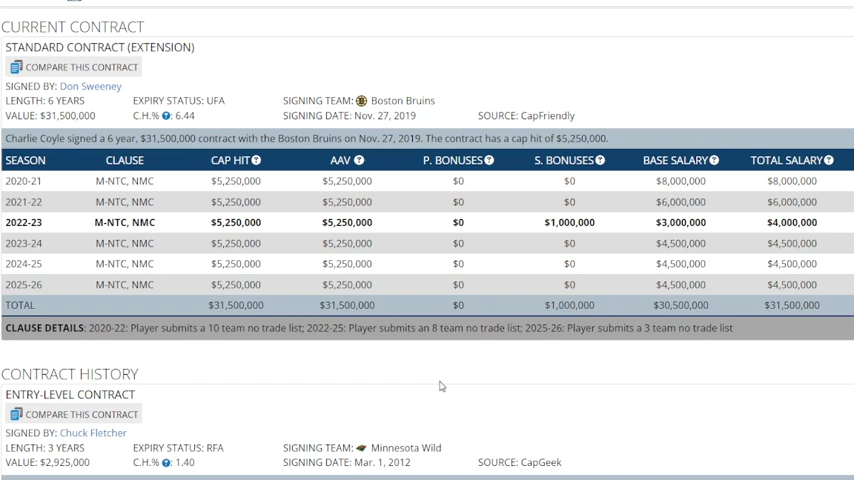 CURRENT CONTRACT
STANDARD CONTRACT (EXTENSION)
COMPARE THIS CONTRACT
SIGNED BY: Don Sweeney
LENGTH: 6 YEARS EXPIRY STATUS: UFA SIGNING TEAM: Boston Bruins
VALUE: $31,500,000 C.H.% ?: 6.44 SIGNING DATE: Nov. 27, 2019 SOURCE: CapFriendly
Charlie Coyle signed a 6 year, $31,500,000 contract with the Boston Bruins on Nov. 27, 2019. The contract has a cap hit of $5,250,000.
SEASON CLAUSE CAP HIT ? AAV ? P. BONUSES ? S. BONUSES ? BASE SALARY ? TOTAL SALARY ?
2020-21 M-NTC, NMC $5,250,000 $5,250,000 $0 $0 $8,000,000 $8,000,000
2021-22 M-NTC, NMC $5,250,000 $5,250,000 $0 $0 $6,000,000 $6,000,000
2022-23 M-NTC, NMC $5,250,000 $5,250,000 $0 $1,000,000 $3,000,000 $4,000,000
2023-24 M-NTC, NMC $5,250,000 $5,250,000 $0 $0 $4,500,000 $4,500,000
2024-25 M-NTC, NMC $5,250,000 $5,250,000 $0 $0 $4,500,000 $4,500,000
2025-26 M-NTC, NMC $5,250,000 $5,250,000 $0 $0 $4,500,000 $4,500,000
TOTAL $31,500,000 $31,500,000 $0 $1,000,000 $30,500,000 $31,500,000
CLAUSE DETAILS: 2020-22: Player submits a 10 team no trade list; 2022-25: Player submits an 8 team no trade list; 2025-26: Player submits a 3 team no trade list
CONTRACT HISTORY
ENTRY-LEVEL CONTRACT
COMPARE THIS CONTRACT
SIGNED BY: Chuck Fletcher
LENGTH: 3 YEARS EXPIRY STATUS: RFA SIGNING TEAM: Minnesota Wild
VALUE: $2,925,000 C.H.% ?: 1.40 SIGNING DATE: Mar. 1, 2012 SOURCE: CapGeek